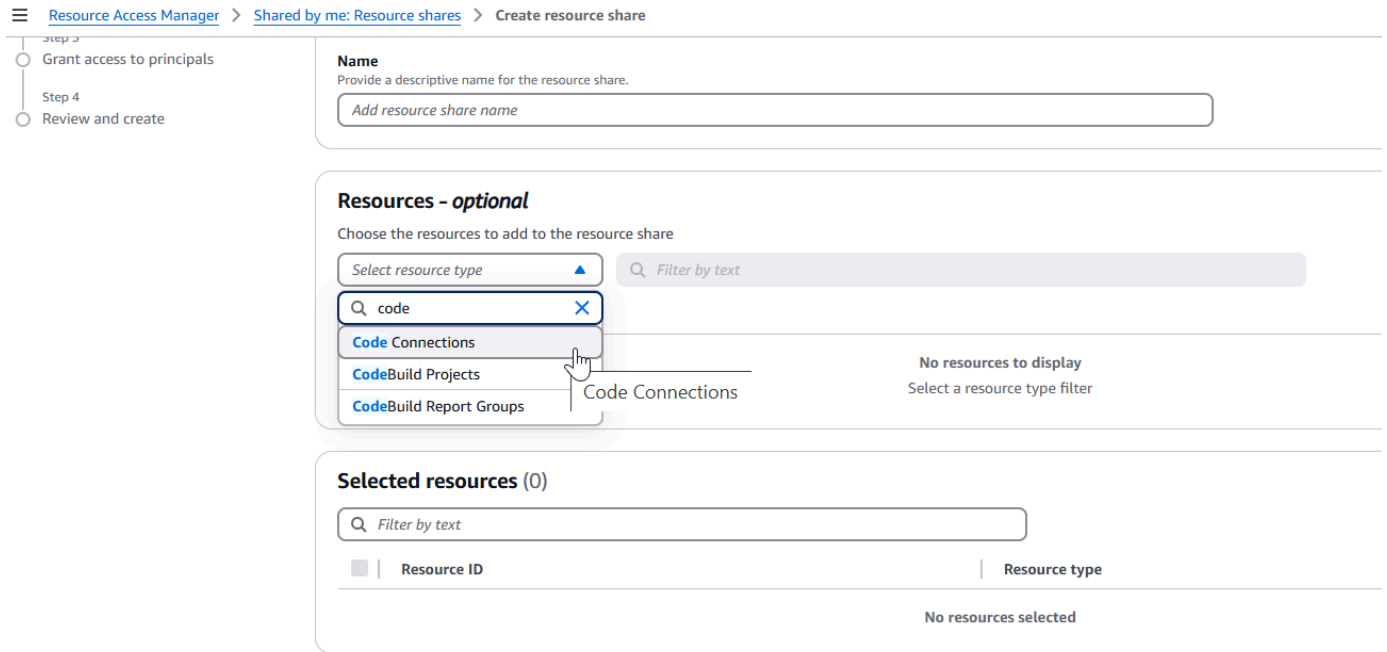 Resource Access Manager > Shared by me: Resource shares > Create resource share
Step 3
Grant access to principals
Step 4
Review and create
Name
Provide a descriptive name for the resource share.
Add resource share name
Resources - optional
Choose the resources to add to the resource share
Select resource type
Filter by text
code
Code Connections
CodeBuild Projects
CodeBuild Report Groups
Code Connections
No resources to display
Select a resource type filter
Selected resources (0)
Filter by text
Resource ID
Resource type
No resources selected